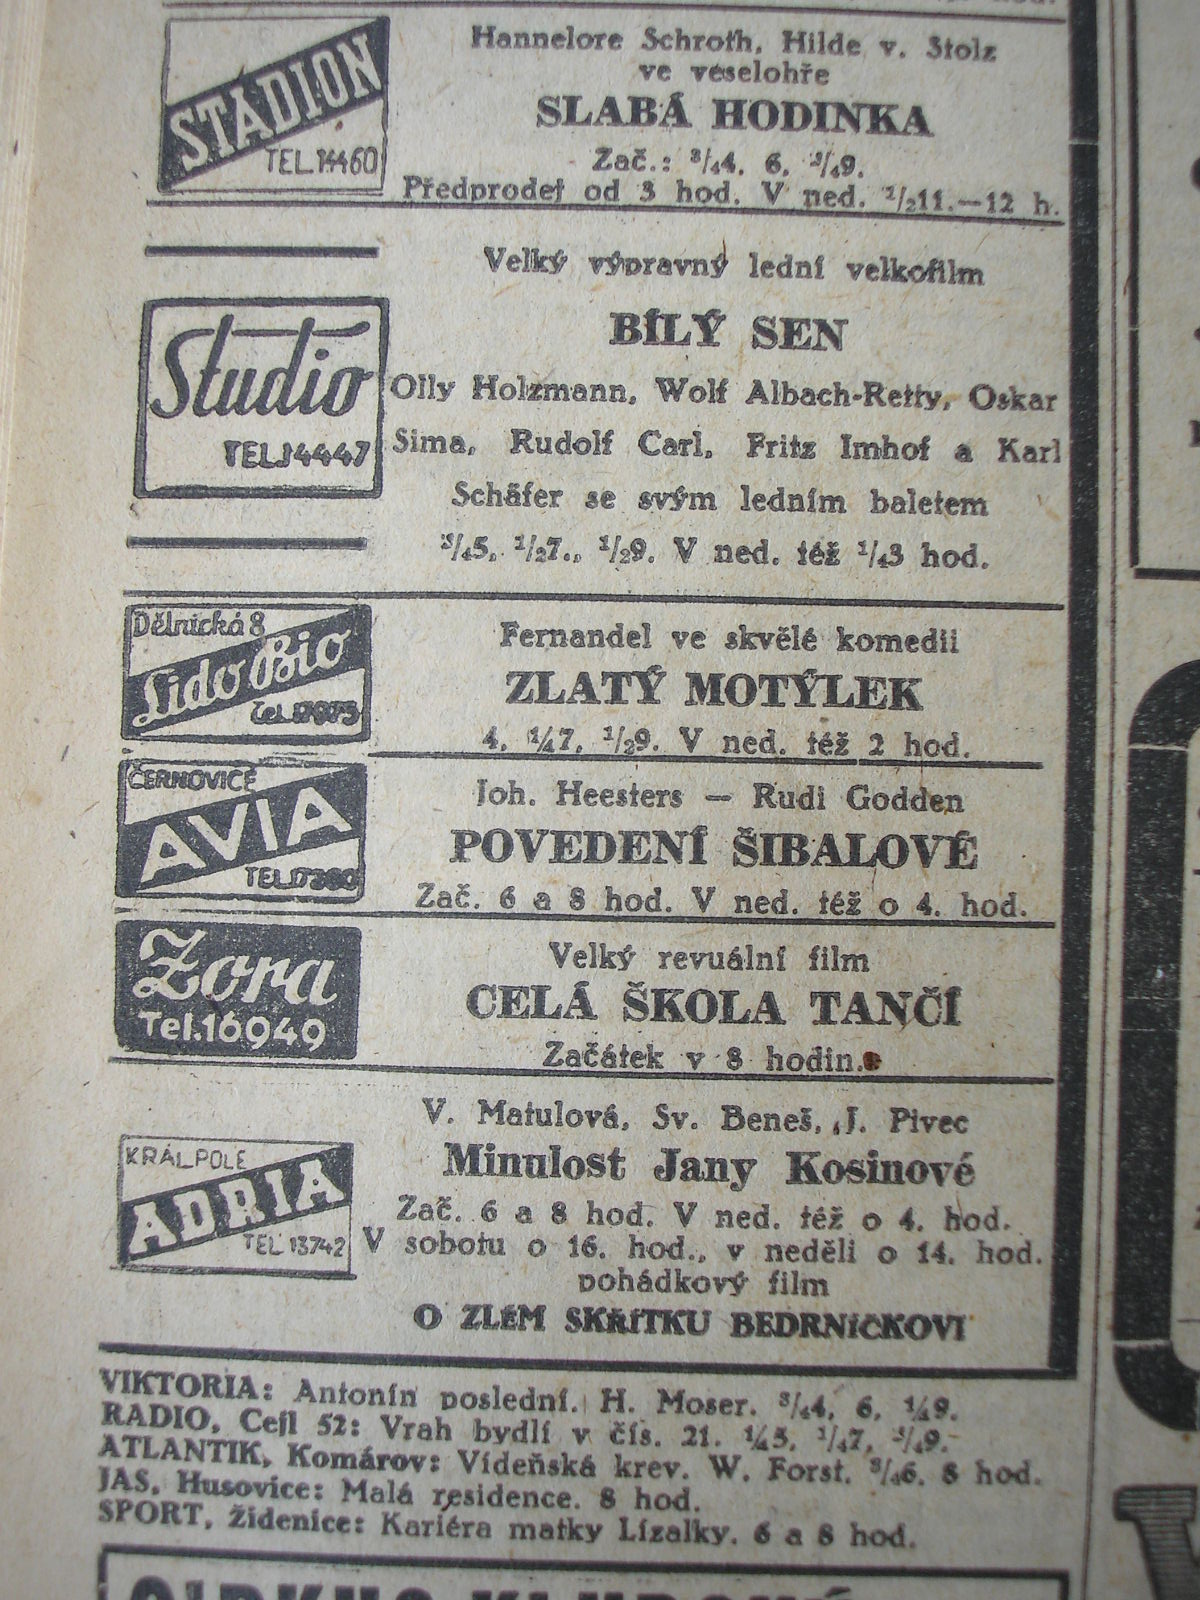 STADION
TEL.14460
Hannelore Schroth, Hilde v. Stolz
ve veselohře
SLABÁ HODINKA
Zač.: ³/₄4, 6, ³/₄9.
Předprodej od 3 hod. V ned. ½11.—12 h.
Velký výpravný lední velkofilm
BÍLÝ SEN
Studio
TEL.14447
Olly Holzmann, Wolf Albach-Retty, Oskar
Sima, Rudolf Carl, Fritz Imhof a Karl
Schäfer se svým ledním baletem
³/₄5, ½7., ½9. V ned. též ¼3 hod.
Dělnická 8
Lido Bio
Fernandel ve skvělé komedii
ZLATÝ MOTÝLEK
4, ¼7, ½9. V ned. též 2 hod.
ČERNOVICE
AVIA
Joh. Heesters — Rudi Godden
POVEDENÍ ŠIBALOVÉ
Zač. 6 a 8 hod. V ned. též o 4. hod.
Zora
Tel.16949
Velký revuální film
CELÁ ŠKOLA TANČÍ
Začátek v 8 hodin.
KRÁL.POLE
ADRIA
TEL 13742
V. Matulová, Sv. Beneš, J. Pivec
Minulost Jany Kosinové
Zač. 6 a 8 hod. V ned. též o 4. hod.
V sobotu o 16. hod., v neděli o 14. hod.
pohádkový film
O ZLÉM SKŘÍTKU BEDRNÍČKOVI
VIKTORIA: Antonín poslední. H. Moser. ³/₄4, 6, ¼9.
RADIO, Cejl 52: Vrah bydlí v čís. 21. ¼5, ¼7, ³/₄9.
ATLANTIK, Komárov: Vídeňská krev. W. Forst. ³/₄6, 8 hod.
JAS, Husovice: Malá residence. 8 hod.
SPORT, Židenice: Kariéra matky Lízalky. 6 a 8 hod.